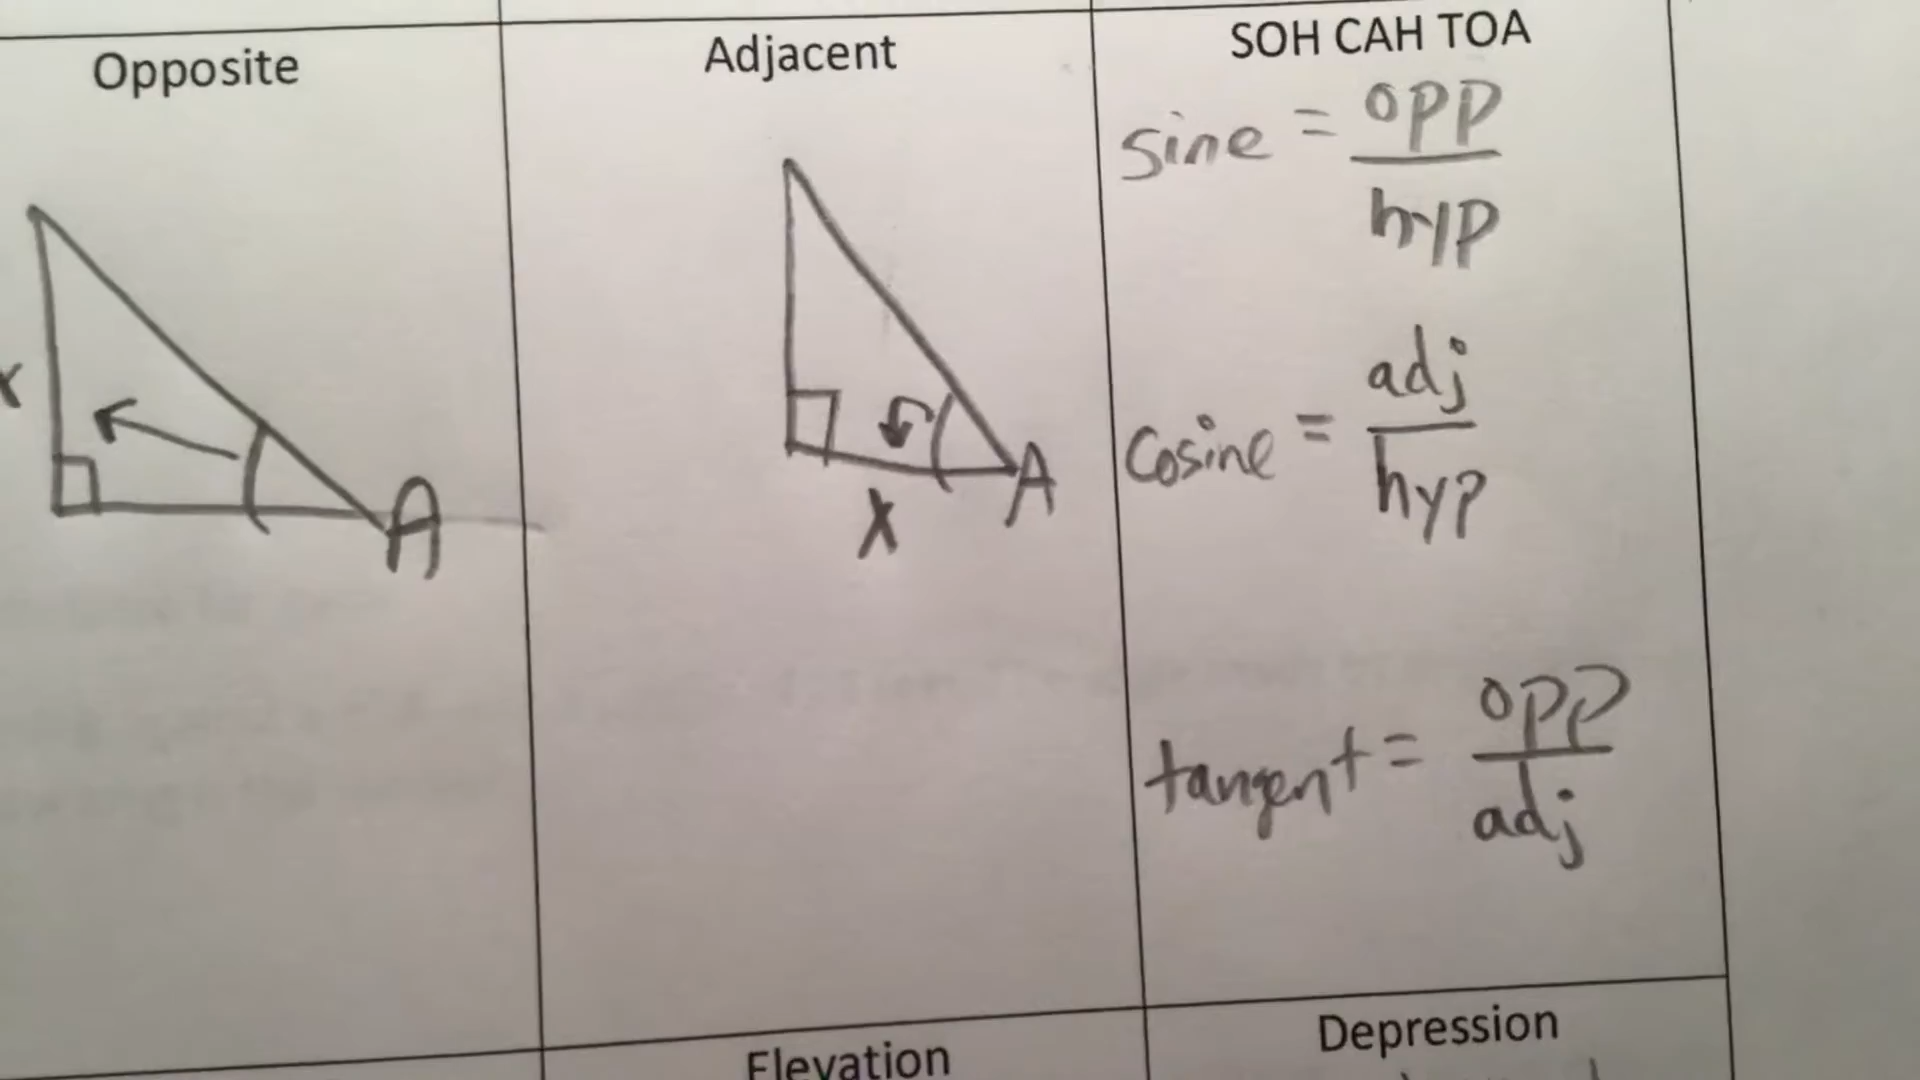 Opposite
x
A
Adjacent
A
x
SOH CAH TOA
sine = opp
hyp
cosine = adj
hyp
tangent = opp
adj
Elevation
Depression